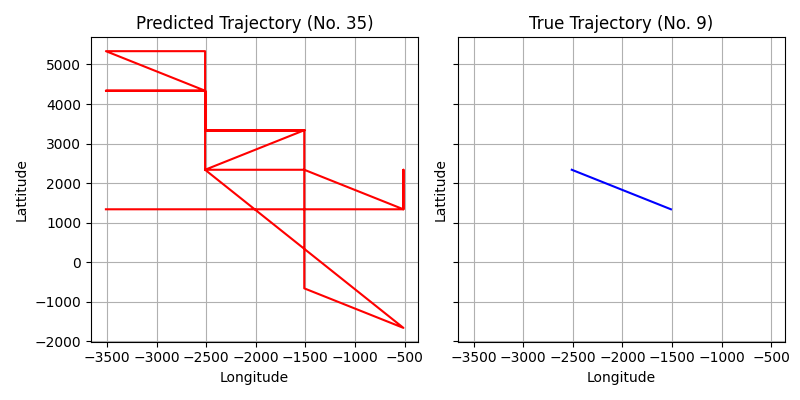 Predicted Trajectory (No. 35)
True Trajectory (No. 9)
5000
4000
3000
2000
1000
0
−1000
−2000
Lattitude
Lattitude
−3500 −3000 −2500 −2000 −1500 −1000 −500
−3500 −3000 −2500 −2000 −1500 −1000 −500
Longitude
Longitude